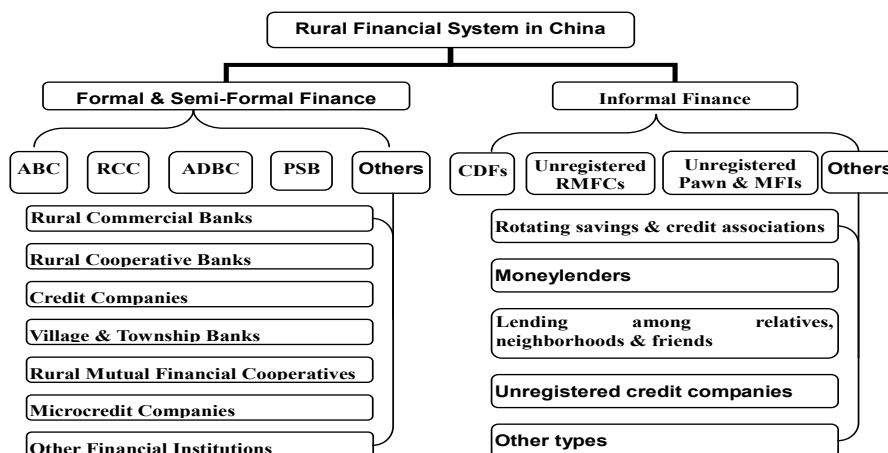 Rural Financial System in China
Formal & Semi-Formal Finance
Informal Finance
ABC
RCC
ADBC
PSB
Others
CDFs
Unregistered
RMFCs
Unregistered
Pawn & MFIs
Others
Rural Commercial Banks
Rural Cooperative Banks
Credit Companies
Village & Township Banks
Rural Mutual Financial Cooperatives
Microcredit Companies
Other Financial Institutions
Rotating savings & credit associations
Moneylenders
Lending among relatives,
neighborhoods & friends
Unregistered credit companies
Other types